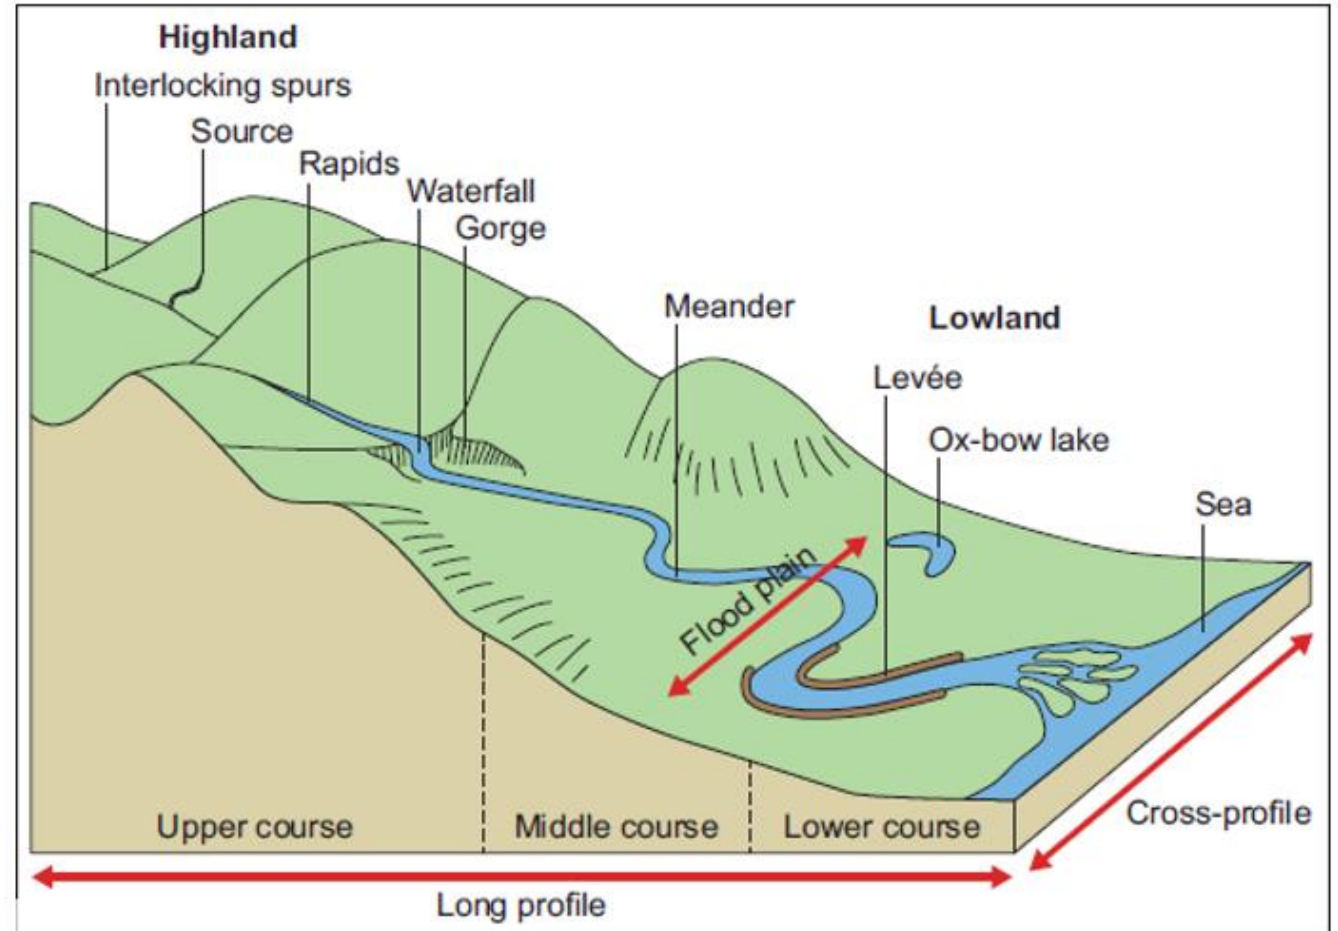 Highland
Interlocking spurs
Source
Rapids
Waterfall
Gorge
Meander
Lowland
Levée
Ox-bow lake
Sea
Flood plain
Upper course
Middle course
Lower course
Cross-profile
Long profile